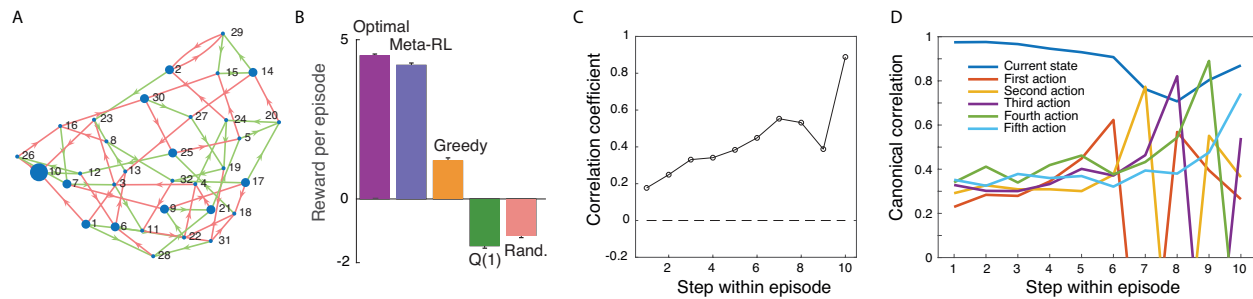 A
29
2
15
14
30
27
24
20
16
23
8
5
25
26
10
12
13
19
7
3
32
4
17
9
21
18
1
6
11
22
31
28
B
Reward per episode
5
0
-2
Optimal
Meta-RL
Greedy
Q(1)
Rand.
C
Correlation coefficient
1
0.8
0.6
0.4
0.2
0
-0.2
2 4 6 8 10
Step within episode
D
Canonical correlation
1
0.8
0.6
0.4
0.2
0
Current state
First action
Second action
Third action
Fourth action
Fifth action
1 2 3 4 5 6 7 8 9 10
Step within episode